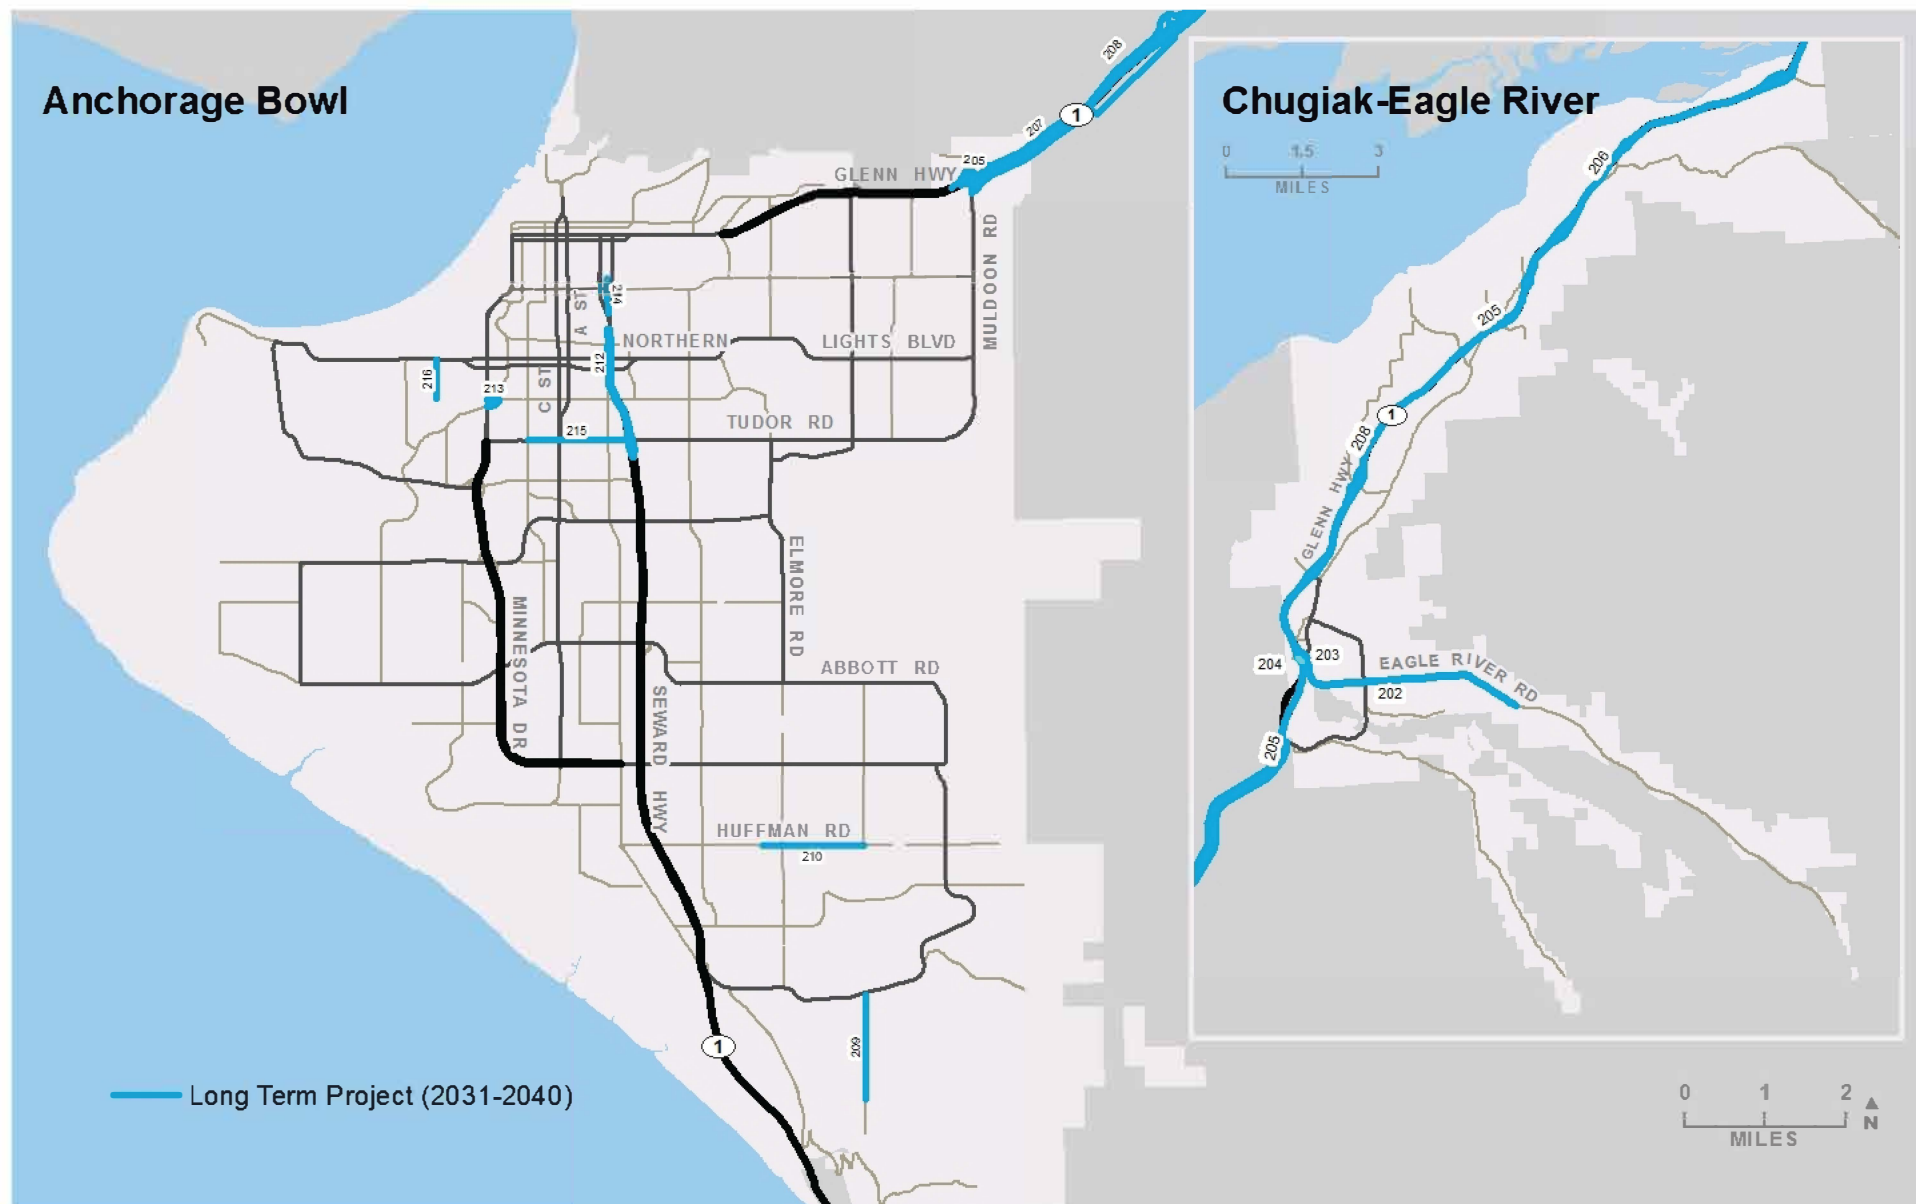 Anchorage Bowl
208
1
207
205
GLENN HWY
MULDOON RD
214
A ST
NORTHERN LIGHTS BLVD
212
216
213
C ST
TUDOR RD
215
ELMORE RD
MINNESOTA DR
ABBOTT RD
SEWARD HWY
HUFFMAN RD
210
209
1
Long Term Project (2031-2040)
Chugiak-Eagle River
0 1.5 3
MILES
206
205
1
208
GLENN HWY
204
203
EAGLE RIVER RD
202
205
0 1 2
MILES
N